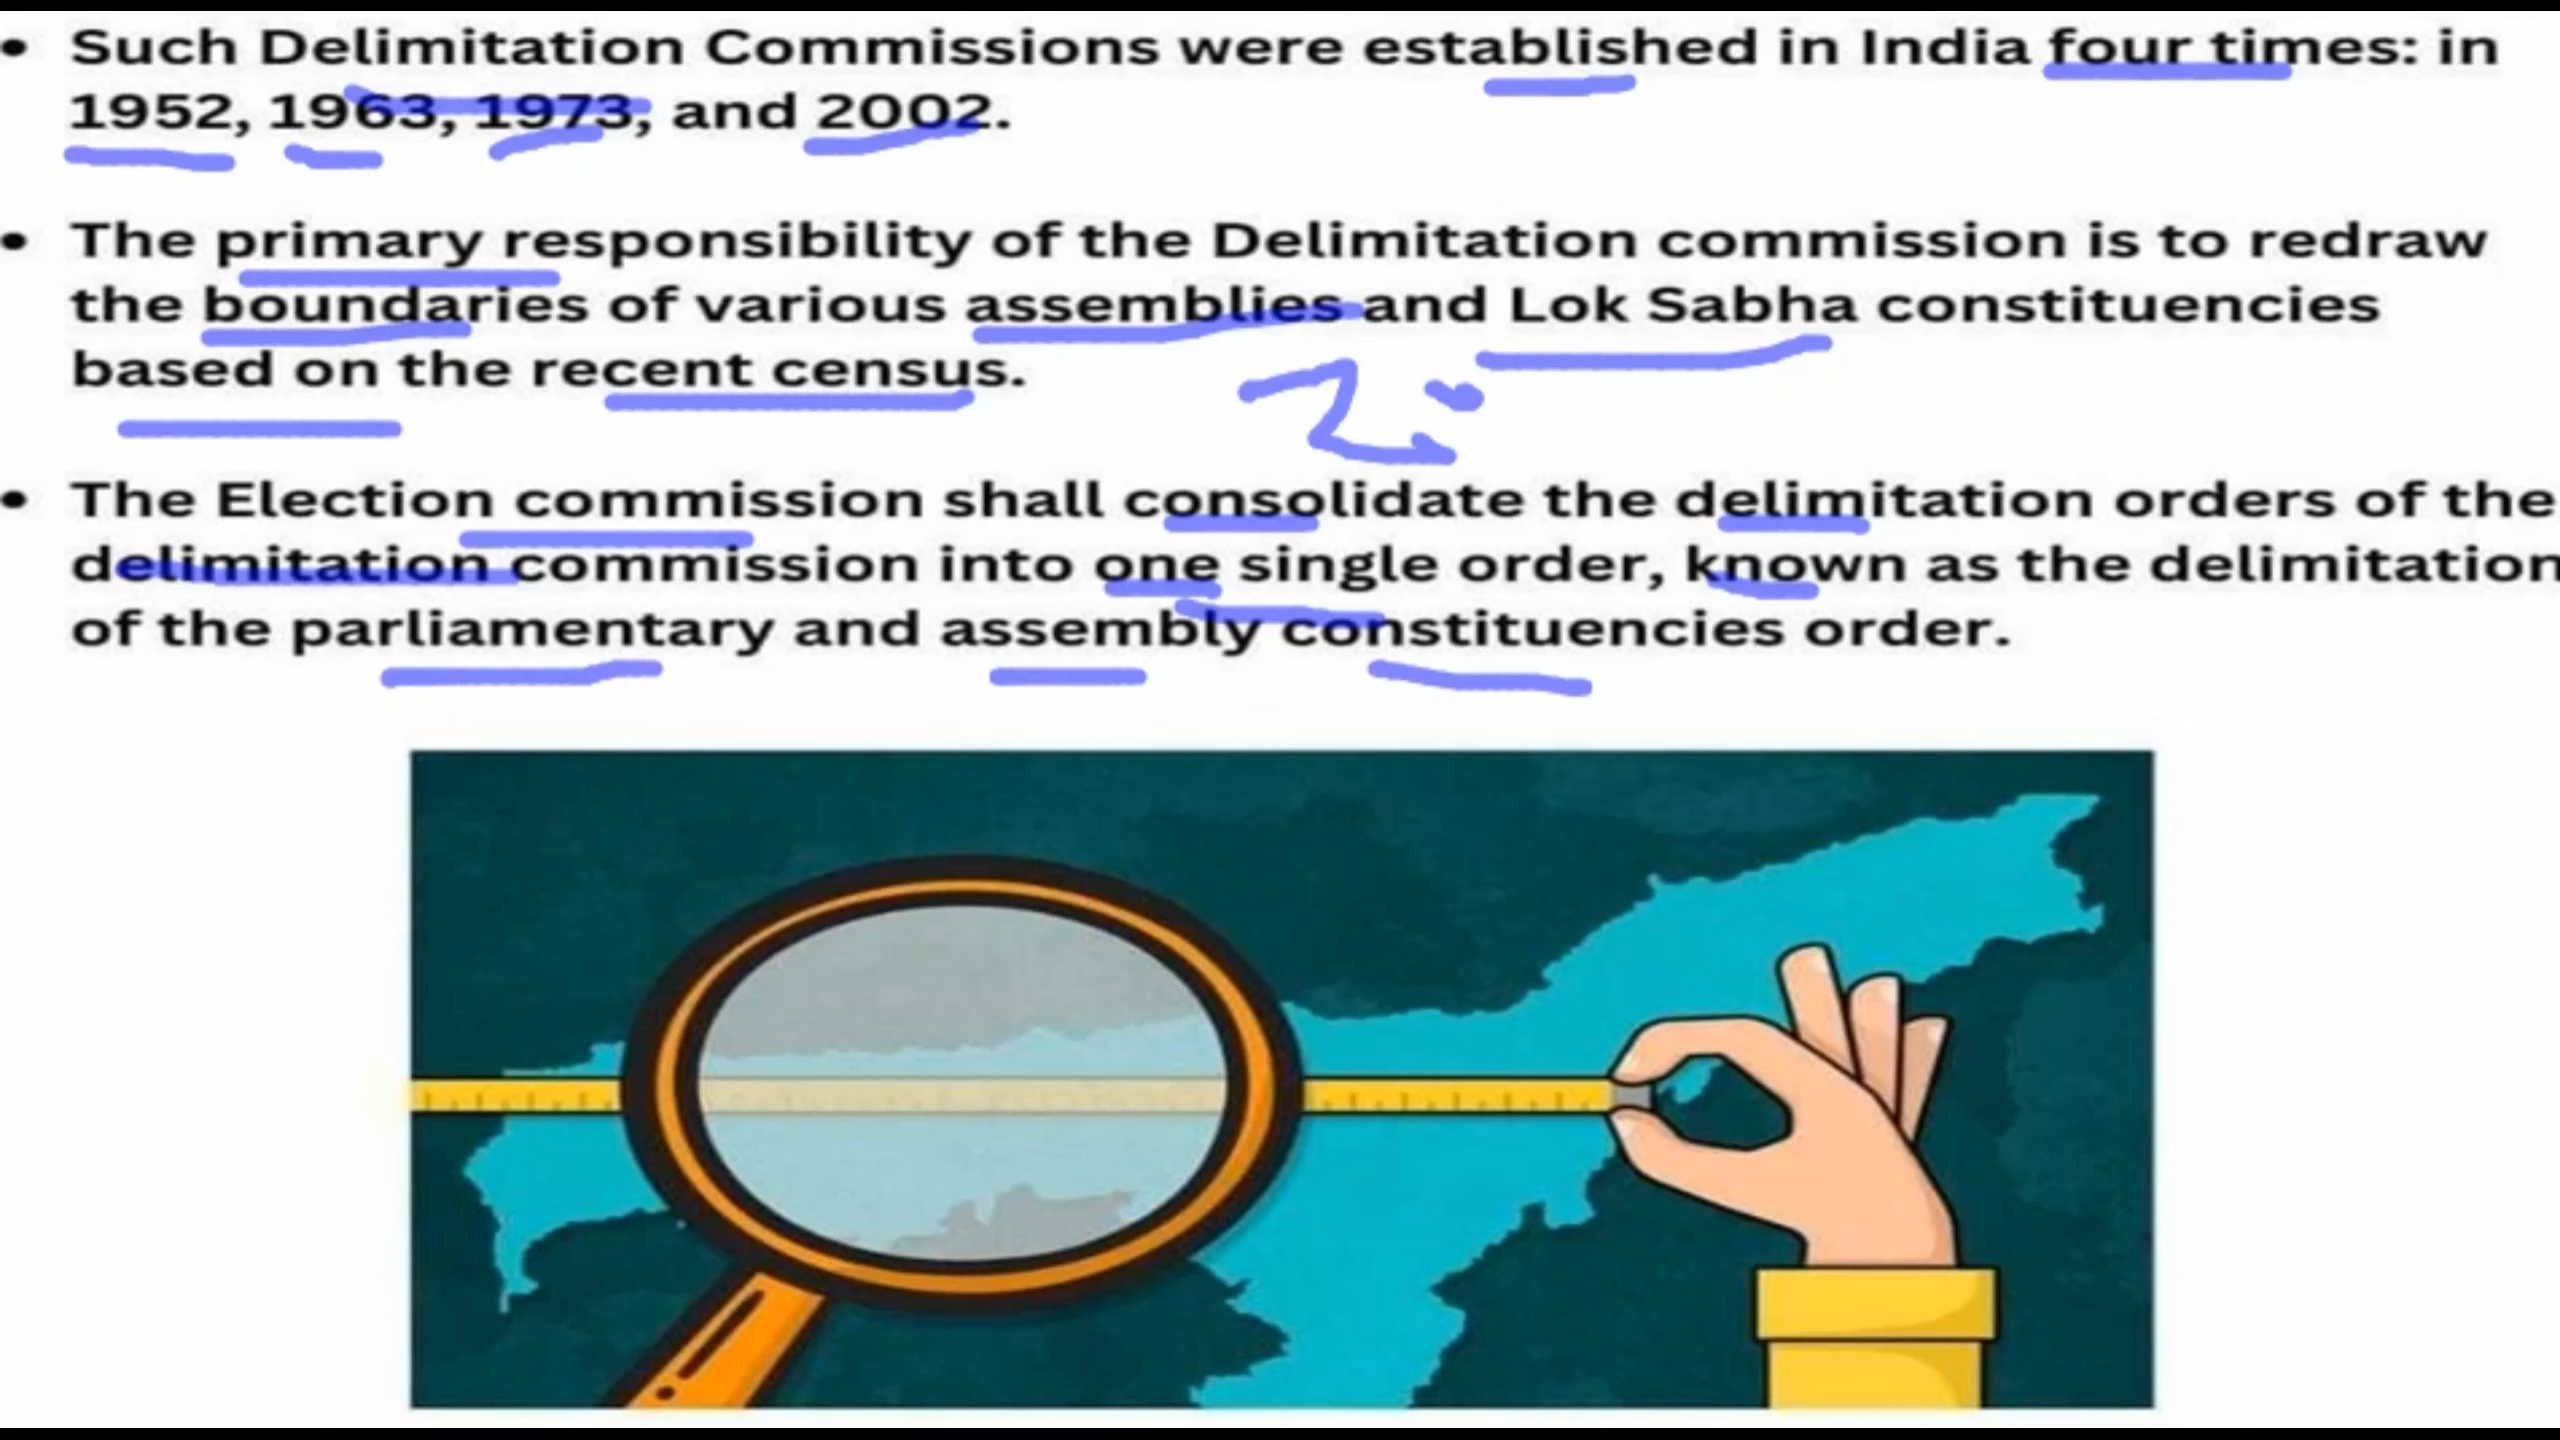 • Such Delimitation Commissions were established in India four times: in
1952, 1963, 1973, and 2002.
• The primary responsibility of the Delimitation commission is to redraw
the boundaries of various assemblies and Lok Sabha constituencies
based on the recent census.
• The Election commission shall consolidate the delimitation orders of the
delimitation commission into one single order, known as the delimitation
of the parliamentary and assembly constituencies order.